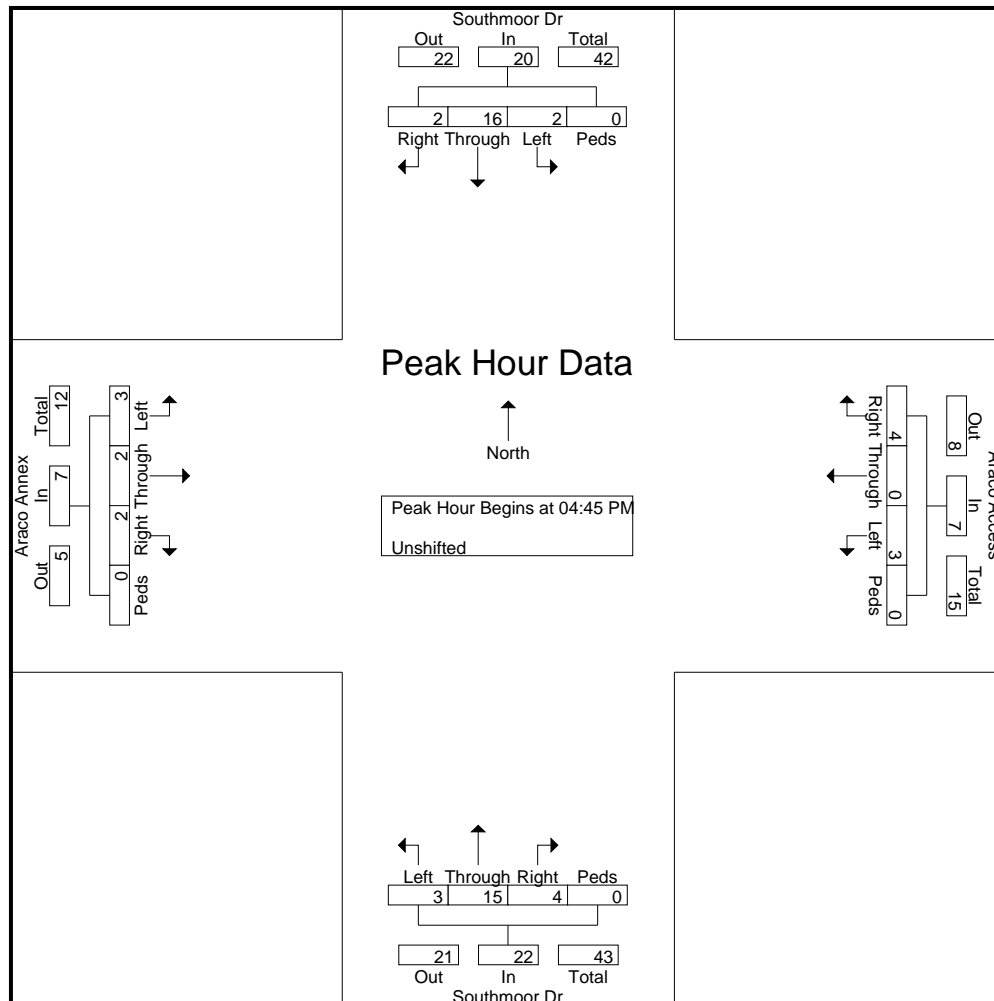 Southmoor Dr
Out In Total
22 20 42
2 16 2 0
Right Through Left Peds
Peak Hour Data
North
Peak Hour Begins at 04:45 PM
Unshifted
Araco Annex
Total In Out
12 7 5
3 2 2 0
Left Through Right Peds
Araco Access
Out In Total
8 7 15
4 0 3 0
Right Through Left Peds
Left Through Right Peds
3 15 4 0
21 22 43
Out In Total
Southmoor Dr